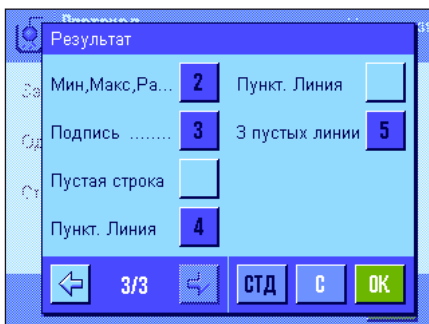 Протокол
Результат
Мин,Макс,Ра... 2
Подпись ........ 3
Пустая строка
Пункт. Линия 4
Пункт. Линия
3 пустых линии 5
3/3
СТД
C
OK